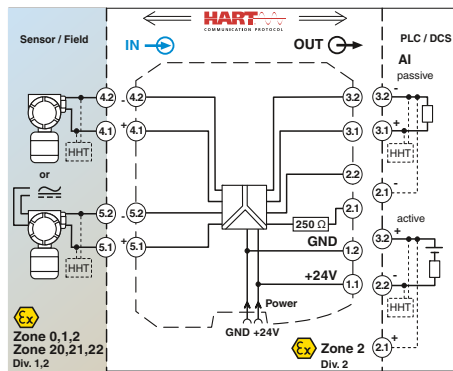 HART
COMMUNICATION PROTOCOL
Sensor / Field
IN
OUT
PLC / DCS
AI
passive
4.2
-
4.2
3.2
3.2
-
4.1
+
4.1
3.1
3.1
+
HHT
HHT
2.2
2.1
-
or
5.2
-
5.2
250 Ω
2.1
active
GND
3.2
+
5.1
+
5.1
1.2
HHT
+24V
2.2
-
HHT
1.1
Power
GND +24V
2.1
+
Ex
Zone 0,1,2
Zone 20,21,22
Div. 1,2
Ex
Zone 2
Div. 2